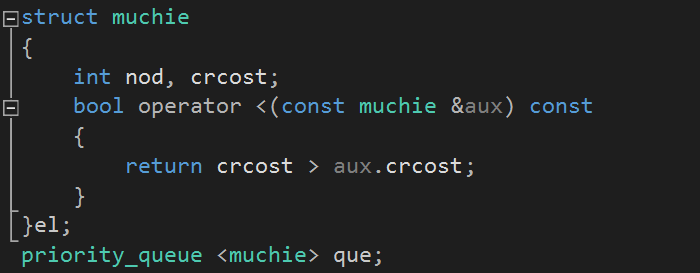 struct muchie
{
int nod, crcost;
bool operator <(const muchie &aux) const
{
return crcost > aux.crcost;
}
}el;
priority_queue <muchie> que;